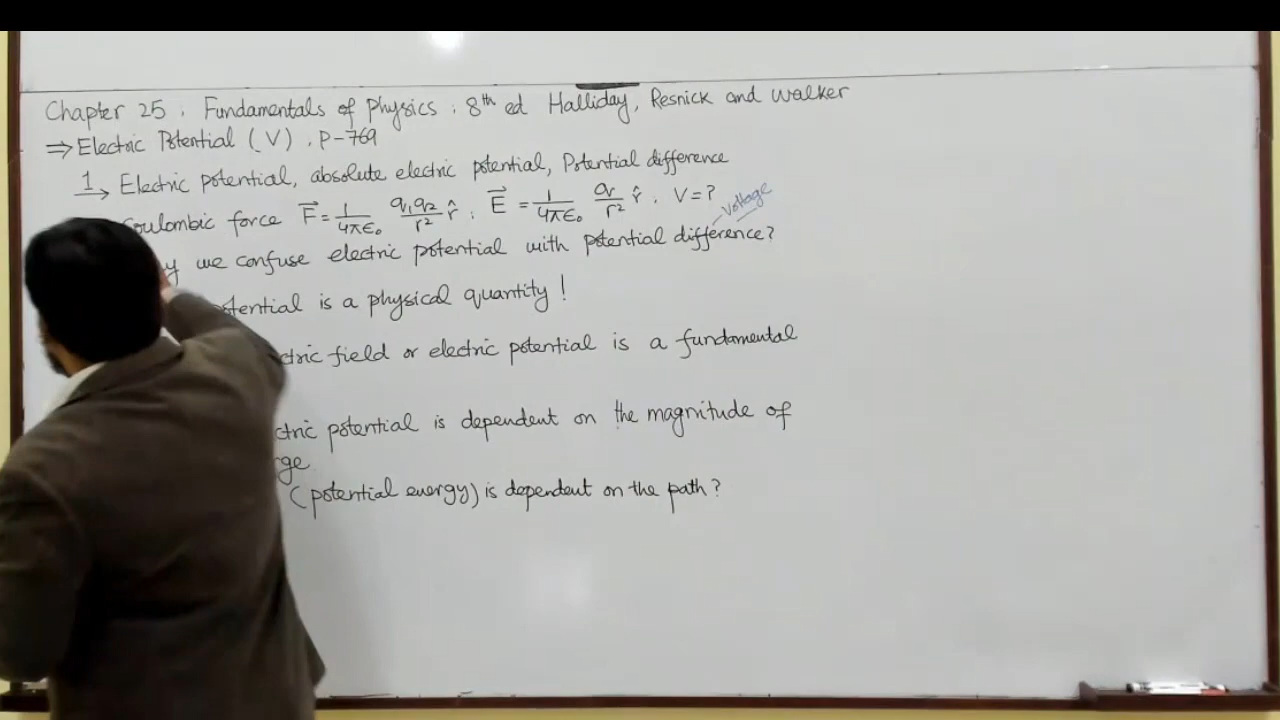 Chapter 25. Fundamentals of Physics. 8th ed Halliday, Resnick and Walker
⇒ Electric Potential (V). P-769
1 → Electric potential, absolute electric potential, Potential difference
Coulombic force F⃗ = 1/4πϵ₀ q₁q₂/r² r̂. E⃗ = 1/4πϵ₀ q/r² r̂. V=?
Voltage
we confuse electric potential with potential difference?
is a physical quantity!
field or electric potential is a fundamental
potential is dependent on the magnitude of
(potential energy) is dependent on the path?